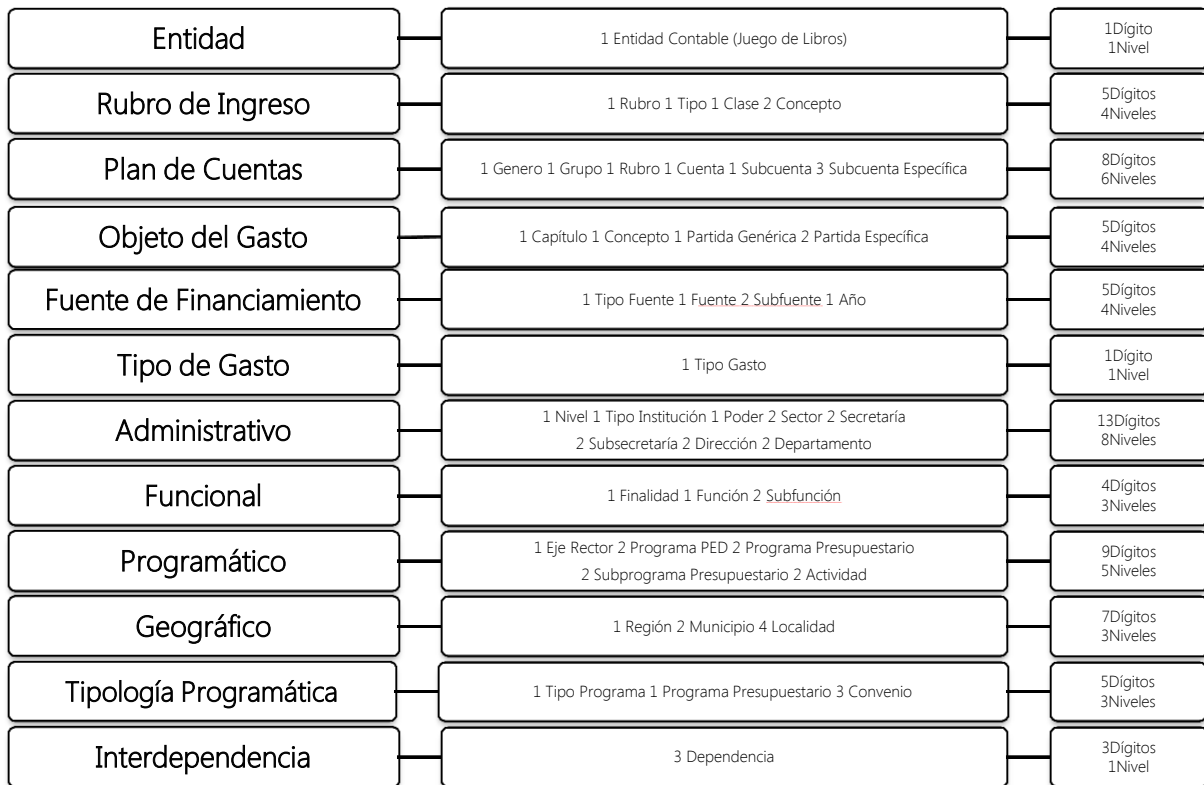 Entidad
1 Entidad Contable (Juego de Libros)
1Dígito
1Nivel
Rubro de Ingreso
1 Rubro 1 Tipo 1 Clase 2 Concepto
5Dígitos
4Niveles
Plan de Cuentas
1 Genero 1 Grupo 1 Rubro 1 Cuenta 1 Subcuenta 3 Subcuenta Específica
8Dígitos
6Niveles
Objeto del Gasto
1 Capítulo 1 Concepto 1 Partida Genérica 2 Partida Específica
5Dígitos
4Niveles
Fuente de Financiamiento
1 Tipo Fuente 1 Fuente 2 Subfuente 1 Año
5Dígitos
4Niveles
Tipo de Gasto
1 Tipo Gasto
1Dígito
1Nivel
Administrativo
1 Nivel 1 Tipo Institución 1 Poder 2 Sector 2 Secretaría
2 Subsecretaría 2 Dirección 2 Departamento
13Dígitos
8Niveles
Funcional
1 Finalidad 1 Función 2 Subfunción
4Dígitos
3Niveles
Programático
1 Eje Rector 2 Programa PED 2 Programa Presupuestario
2 Subprograma Presupuestario 2 Actividad
9Dígitos
5Niveles
Geográfico
1 Región 2 Municipio 4 Localidad
7Dígitos
3Niveles
Tipología Programática
1 Tipo Programa 1 Programa Presupuestario 3 Convenio
5Dígitos
3Niveles
Interdependencia
3 Dependencia
3Dígitos
1Nivel